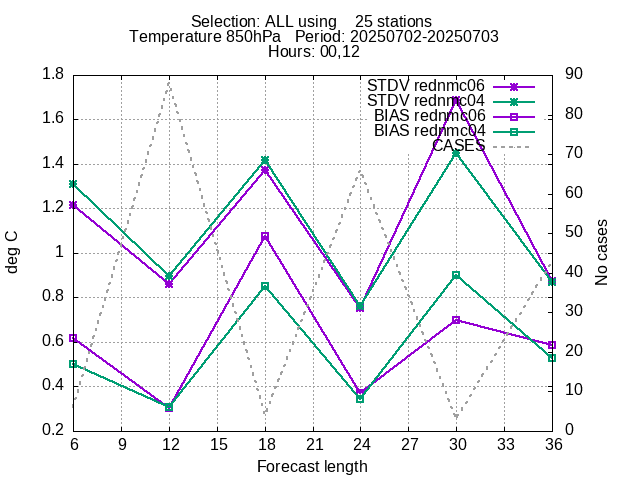 Selection: ALL using 25 stations
Temperature 850hPa Period: 20250702-20250703
Hours: 00,12
1.8
1.6
1.4
1.2
1
0.8
0.6
0.4
0.2
deg C
90
80
70
60
50
40
30
20
10
0
No cases
STDV rednmc06
STDV rednmc04
BIAS rednmc06
BIAS rednmc04
CASES
6 9 12 15 18 21 24 27 30 33 36
Forecast length